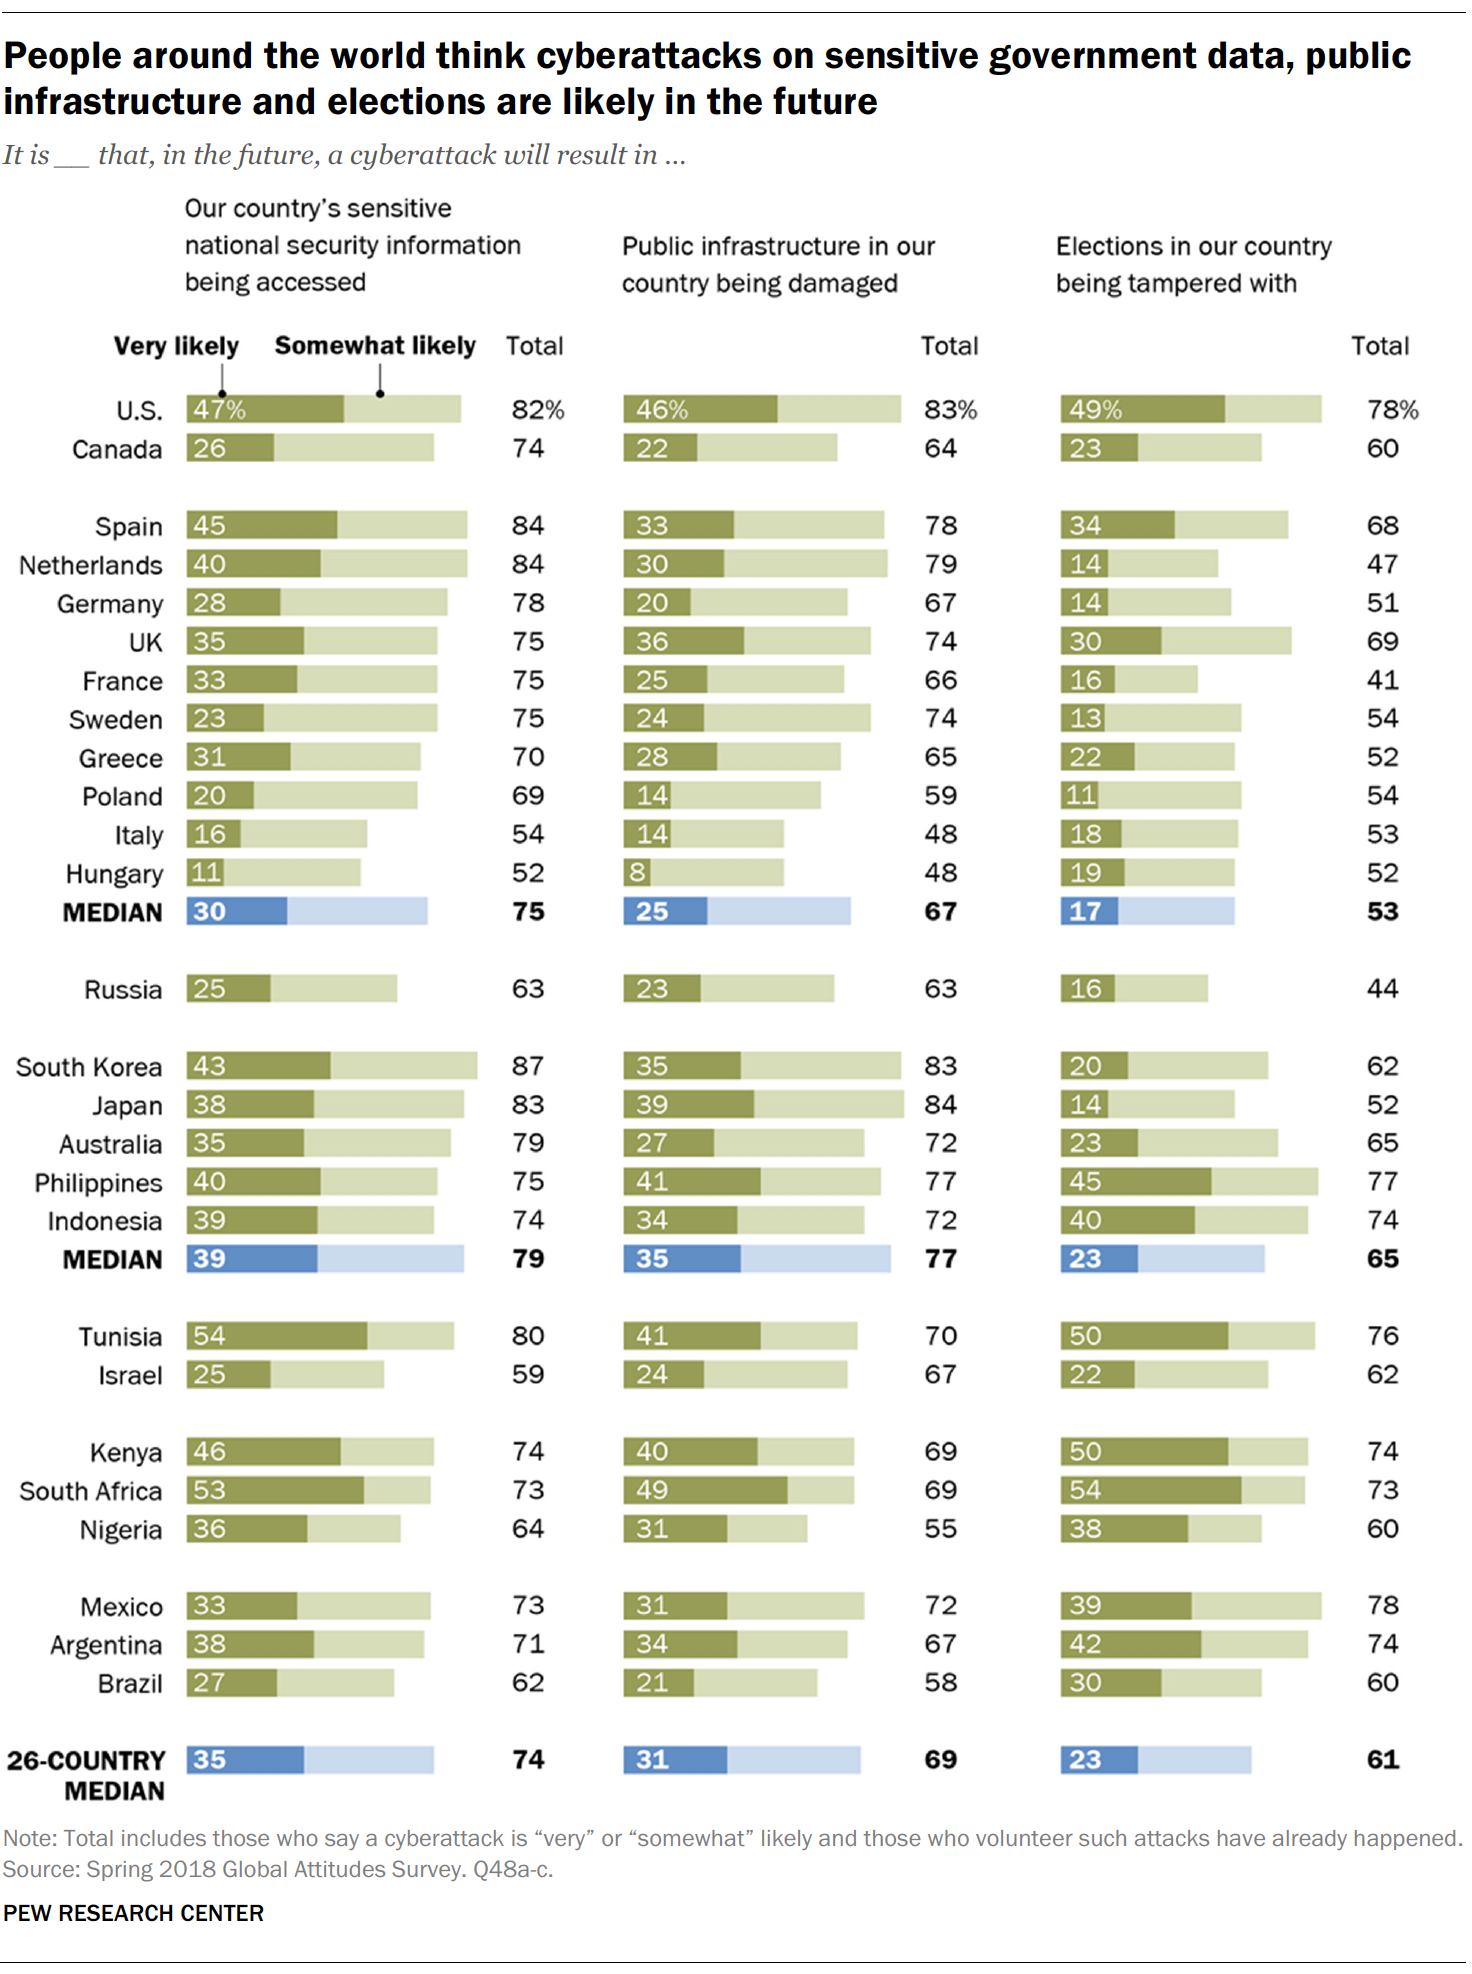 People around the world think cyberattacks on sensitive government data, public
infrastructure and elections are likely in the future
It is __ that, in the future, a cyberattack will result in ...
Our country's sensitive
national security information
being accessed
Public infrastructure in our
country being damaged
Elections in our country
being tampered with
Very likely Somewhat likely Total Total Total
U.S. 47% 82% 46% 83% 49% 78%
Canada 26 74 22 64 23 60
Spain 45 84 33 78 34 68
Netherlands 40 84 30 79 14 47
Germany 28 78 20 67 14 51
UK 35 75 36 74 30 69
France 33 75 25 66 16 41
Sweden 23 75 24 74 13 54
Greece 31 70 28 65 22 52
Poland 20 69 14 59 11 54
Italy 16 54 14 48 18 53
Hungary 11 52 8 48 19 52
MEDIAN 30 75 25 67 17 53
Russia 25 63 23 63 16 44
South Korea 43 87 35 83 20 62
Japan 38 83 39 84 14 52
Australia 35 79 27 72 23 65
Philippines 40 75 41 77 45 77
Indonesia 39 74 34 72 40 74
MEDIAN 39 79 35 77 23 65
Tunisia 54 80 41 70 50 76
Israel 25 59 24 67 22 62
Kenya 46 74 40 69 50 74
South Africa 53 73 49 69 54 73
Nigeria 36 64 31 55 38 60
Mexico 33 73 31 72 39 78
Argentina 38 71 34 67 42 74
Brazil 27 62 21 58 30 60
26-COUNTRY 35 74 31 69 23 61
MEDIAN
Note: Total includes those who say a cyberattack is “very” or “somewhat” likely and those who volunteer such attacks have already happened.
Source: Spring 2018 Global Attitudes Survey. Q48a-c.
PEW RESEARCH CENTER